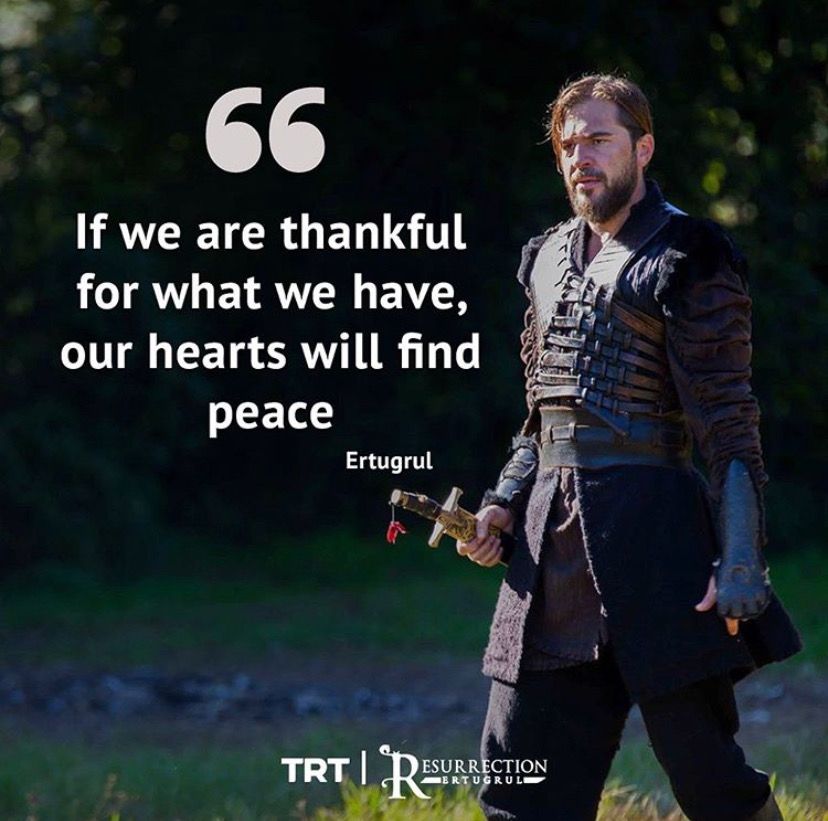 “
If we are thankful
for what we have,
our hearts will find
peace
Ertugrul
TRT | RESURRECTION
ERTUGRUL